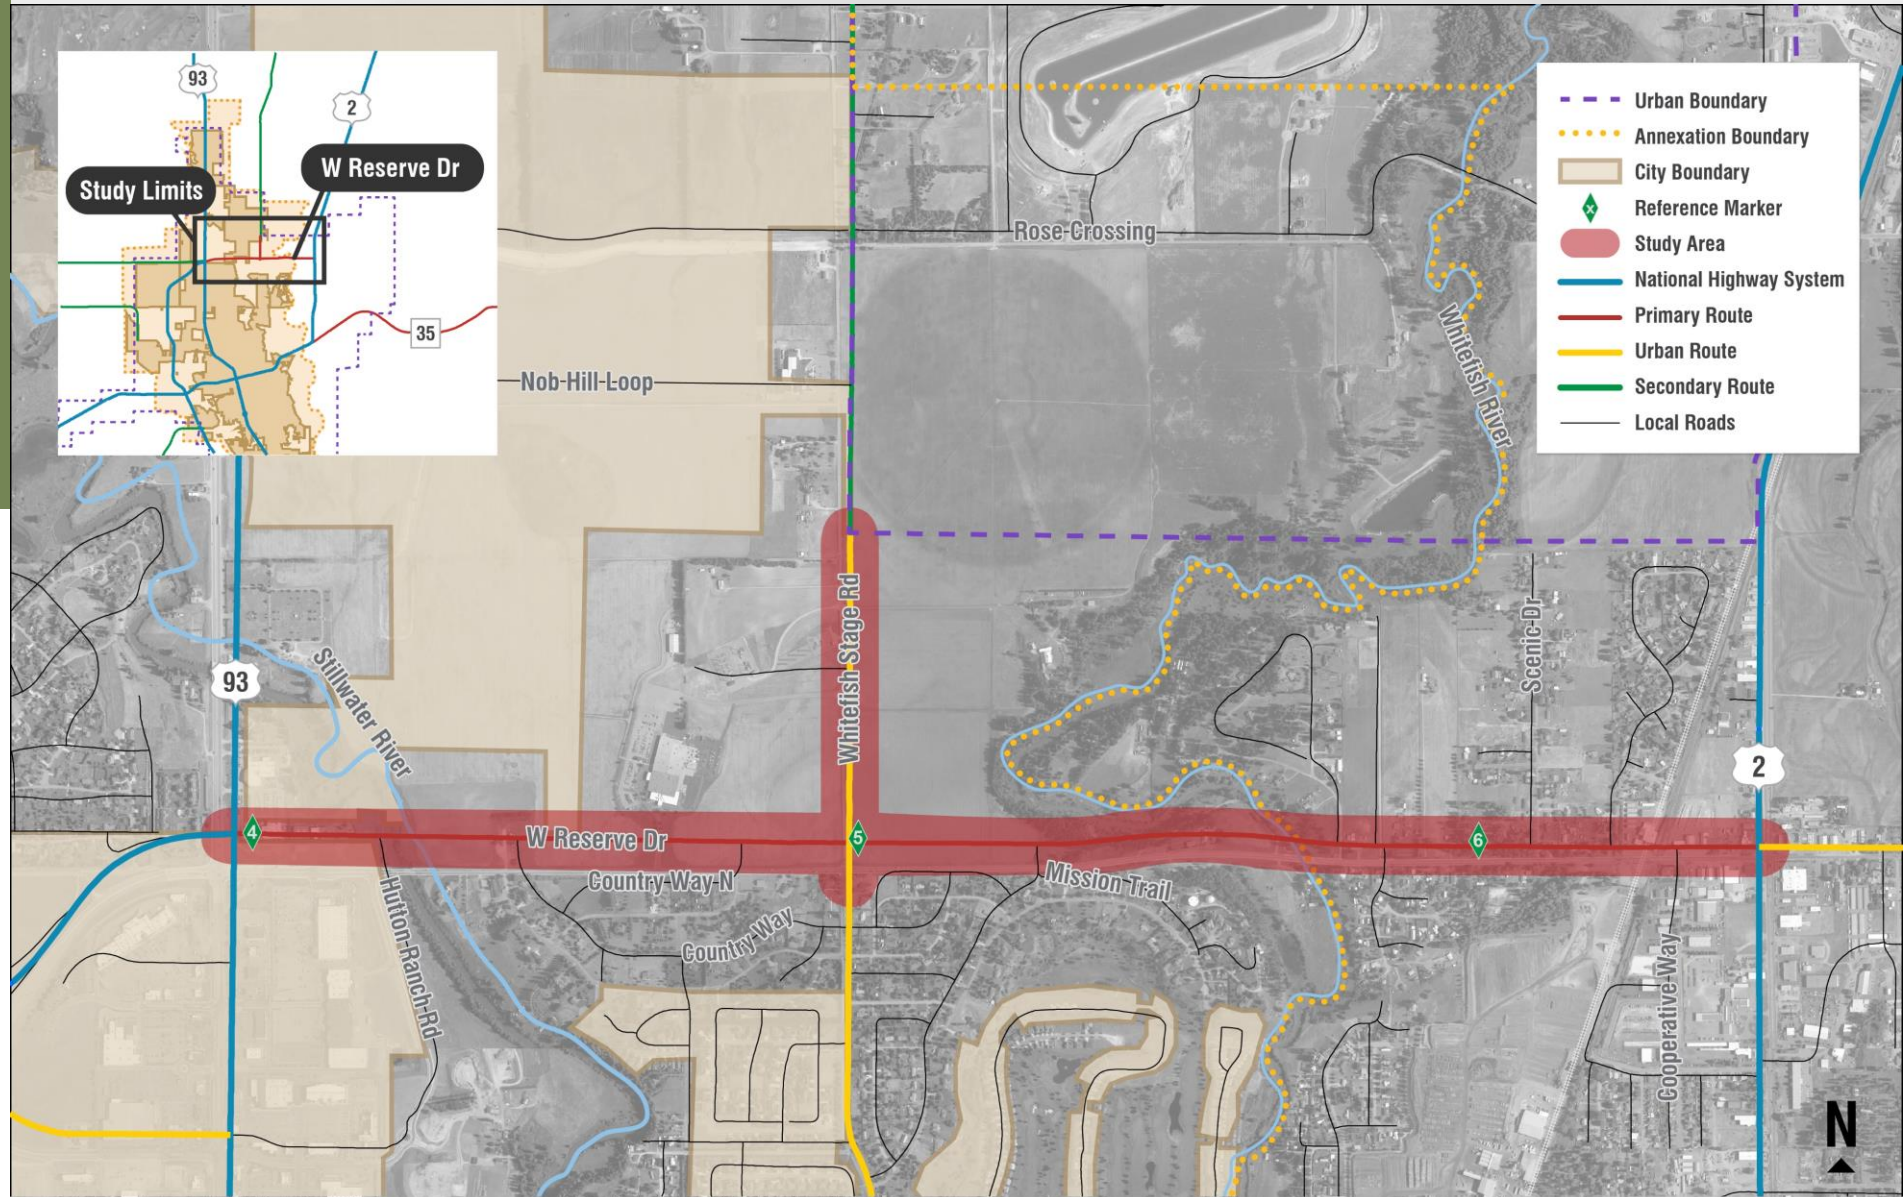 93
2
W Reserve Dr
Study Limits
35
Urban Boundary
Annexation Boundary
City Boundary
x
Reference Marker
Study Area
National Highway System
Primary Route
Urban Route
Secondary Route
Local Roads
Rose Crossing
Nob Hill Loop
Whitefish River
Whitefish Stage Rd
Scenic Dr
Stillwater River
93
2
4
W Reserve Dr
5
6
Country Way N
Mission Trail
Country Way
Hutton Ranch Rd
Cooperative Way
N